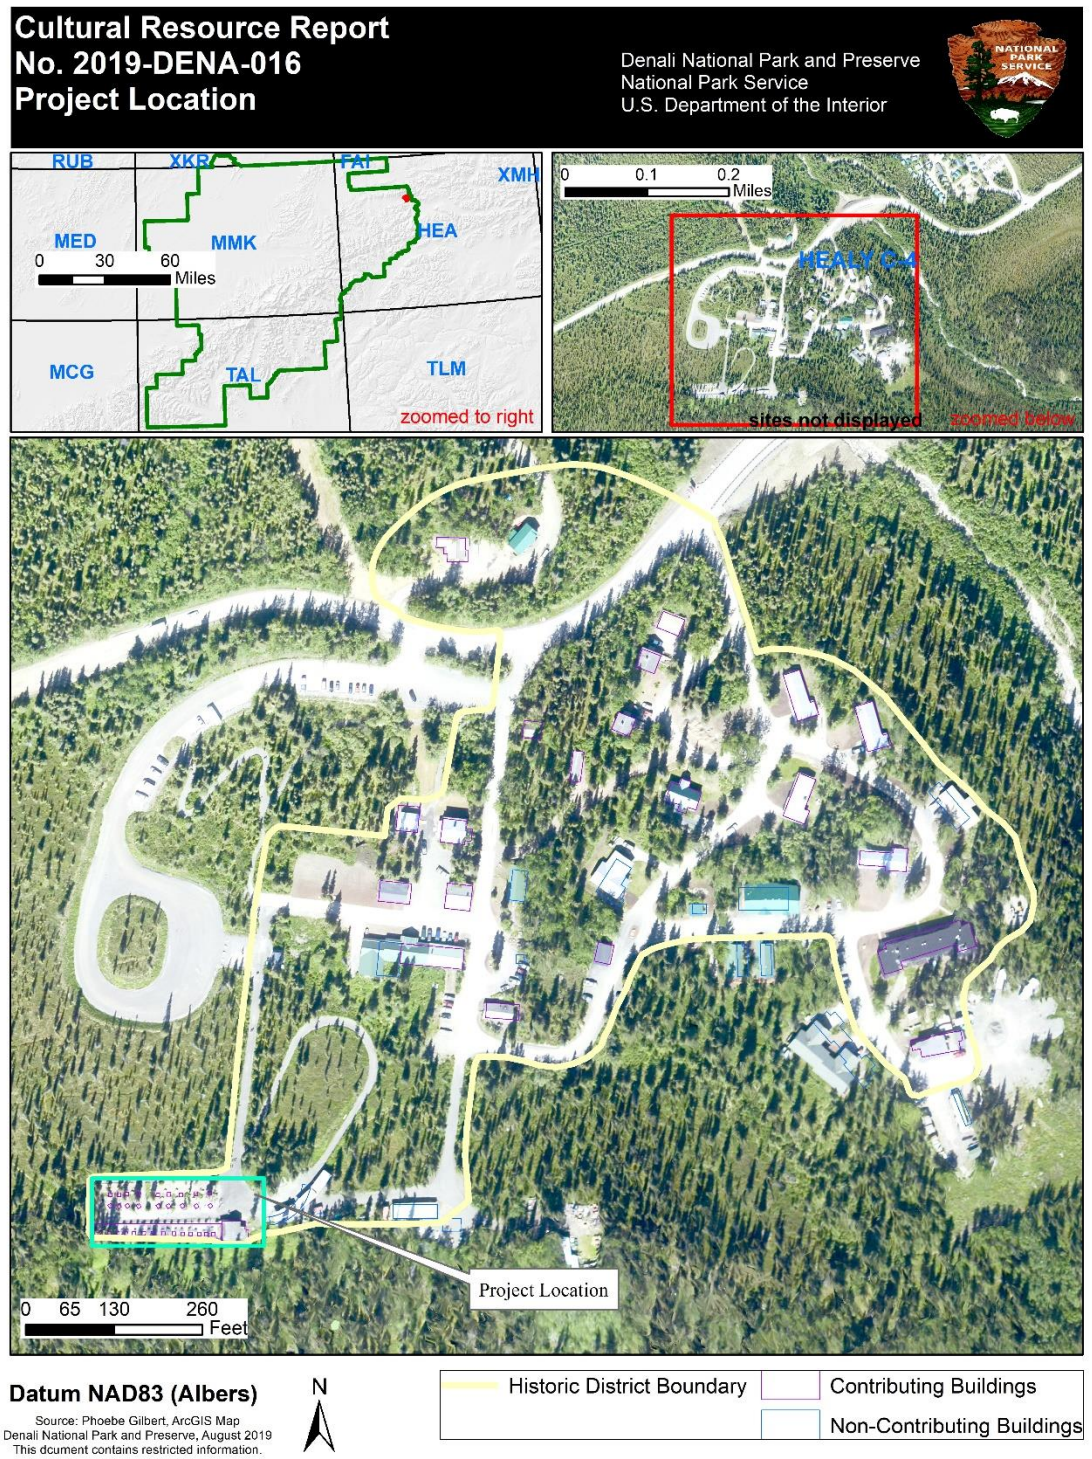 Cultural Resource Report
No. 2019-DENA-016
Project Location
Denali National Park and Preserve
National Park Service
U.S. Department of the Interior
NATIONAL
PARK
SERVICE
RUB
XKR
FAI
XMH
MED
MMK
HEA
0 30 60
Miles
MCG
TAL
TLM
zoomed to right
0 0.1 0.2
Miles
HEALY C-4
sites not displayed
zoomed below
Project Location
0 65 130 260
Feet
Datum NAD83 (Albers)
Source: Phoebe Gilbert, ArcGIS Map
Denali National Park and Preserve, August 2019
This dcument contains restricted information.
N
Historic District Boundary
Contributing Buildings
Non-Contributing Buildings